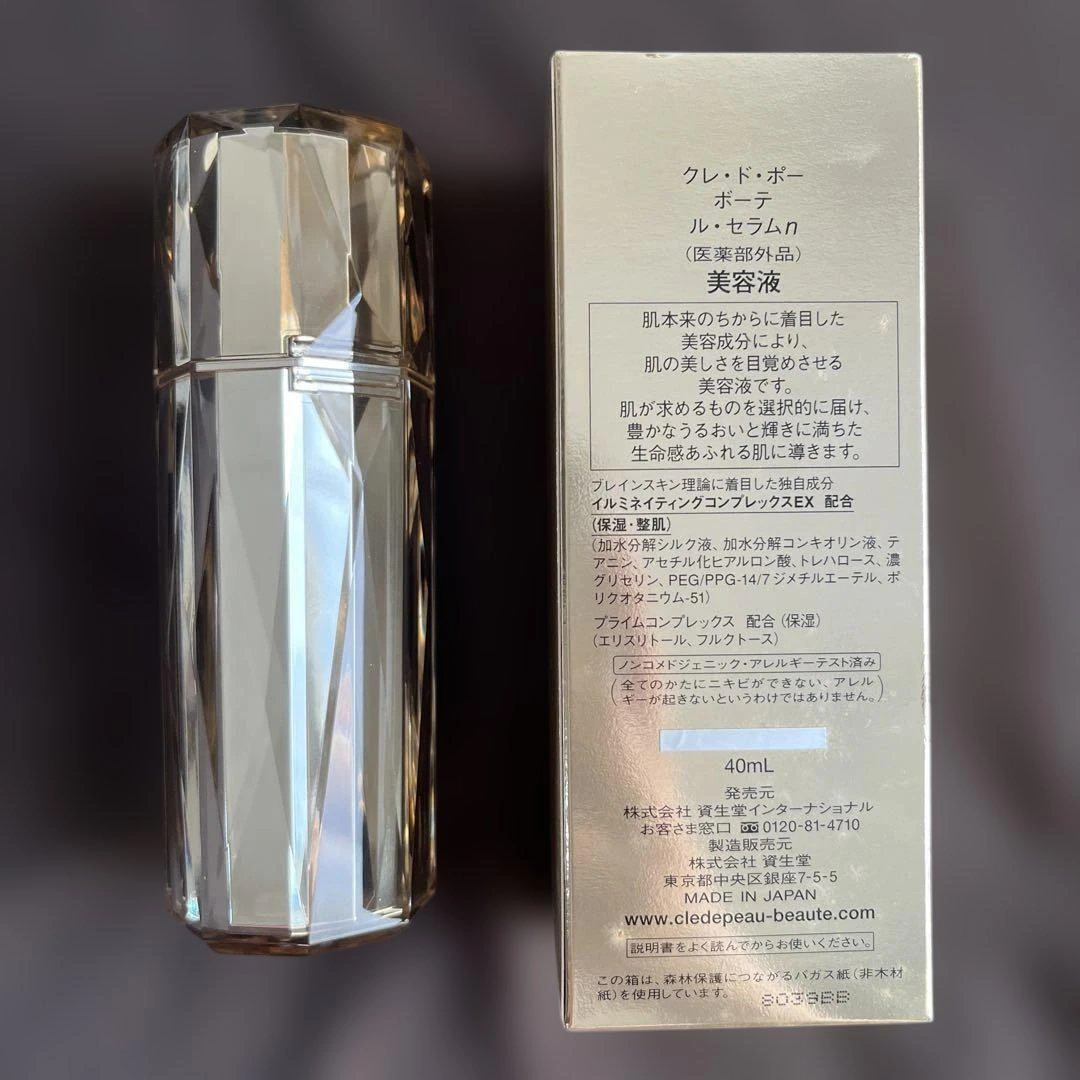 クレ・ド・ポー
ボーテ
ル・セラムn
（医薬部外品）
美容液
肌本来のちからに着目した
美容成分により、
肌の美しさを目覚めさせる
美容液です。
肌が求めるものを選択的に届け、
豊かなうるおいと輝きに満ちた
生命感あふれる肌に導きます。
ブレインスキン理論に着目した独自成分
イルミネイティングコンプレックスEX 配合
（保湿・整肌）
（加水分解シルク液、加水分解コンキオリン液、テ
アニン、アセチル化ヒアルロン酸、トレハロース、濃
グリセリン、PEG/PPG-14/7ジメチルエーテル、ポ
リクオタニウム-51）
プライムコンプレックス 配合（保湿）
（エリスリトール、フルクトース）
ノンコメドジェニック・アレルギーテスト済み
（全てのかたにニキビができない、アレル
ギーが起きないというわけではありません。）
40mL
発売元
株式会社 資生堂インターナショナル
お客さま窓口 0120-81-4710
製造販売元
株式会社 資生堂
東京都中央区銀座7-5-5
MADE IN JAPAN
www.cledepeau-beaute.com
説明書をよく読んでからお使いください。
この箱は、森林保護につながるバガス紙（非木材
紙）を使用しています。
8039BB